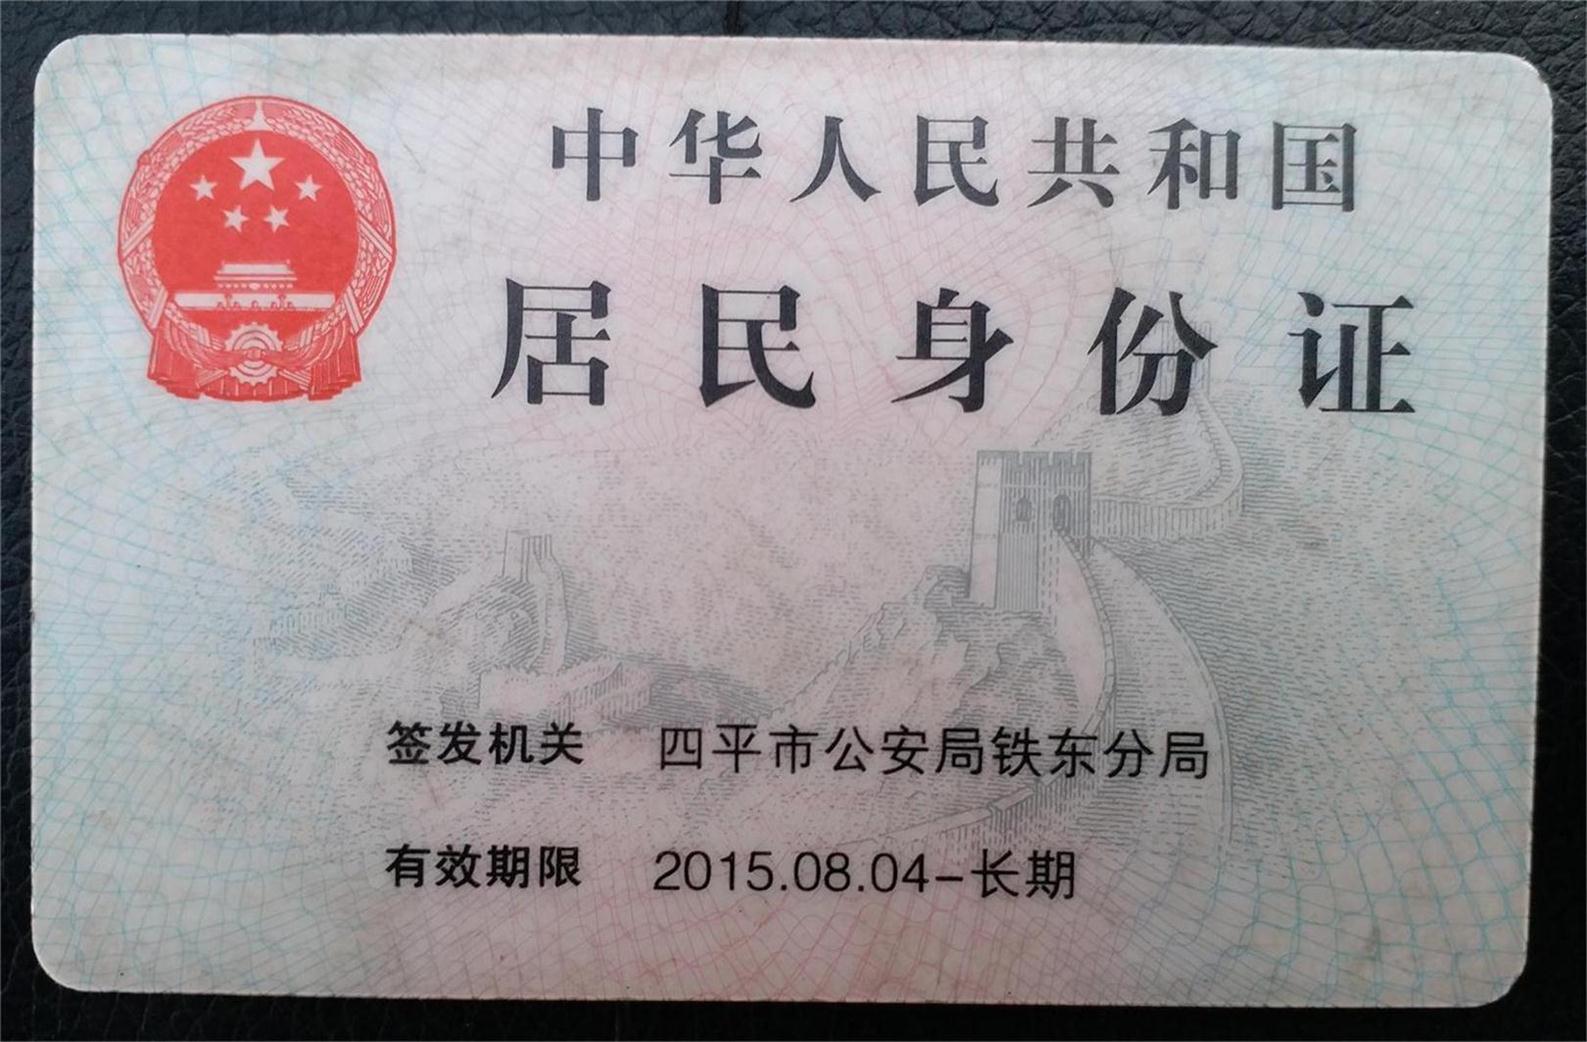 中华人民共和国
居民身份证
签发机关 四平市公安局铁东分局
有效期限 2015.08.04-长期